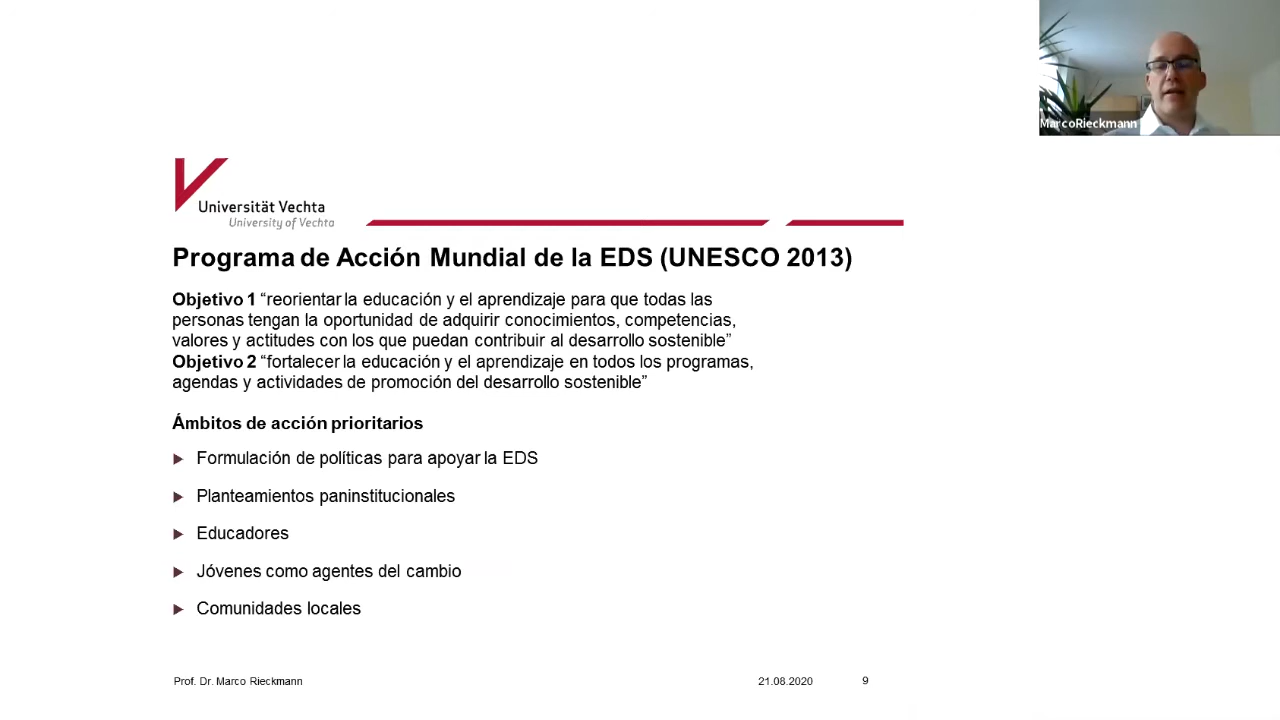 MarcoRieckmann
Universität Vechta
University of Vechta
Programa de Acción Mundial de la EDS (UNESCO 2013)
Objetivo 1 “reorientar la educación y el aprendizaje para que todas las
personas tengan la oportunidad de adquirir conocimientos, competencias,
valores y actitudes con los que puedan contribuir al desarrollo sostenible”
Objetivo 2 “fortalecer la educación y el aprendizaje en todos los programas,
agendas y actividades de promoción del desarrollo sostenible”
Ámbitos de acción prioritarios
Formulación de políticas para apoyar la EDS
Planteamientos paninstitucionales
Educadores
Jóvenes como agentes del cambio
Comunidades locales
Prof. Dr. Marco Rieckmann 21.08.2020 9